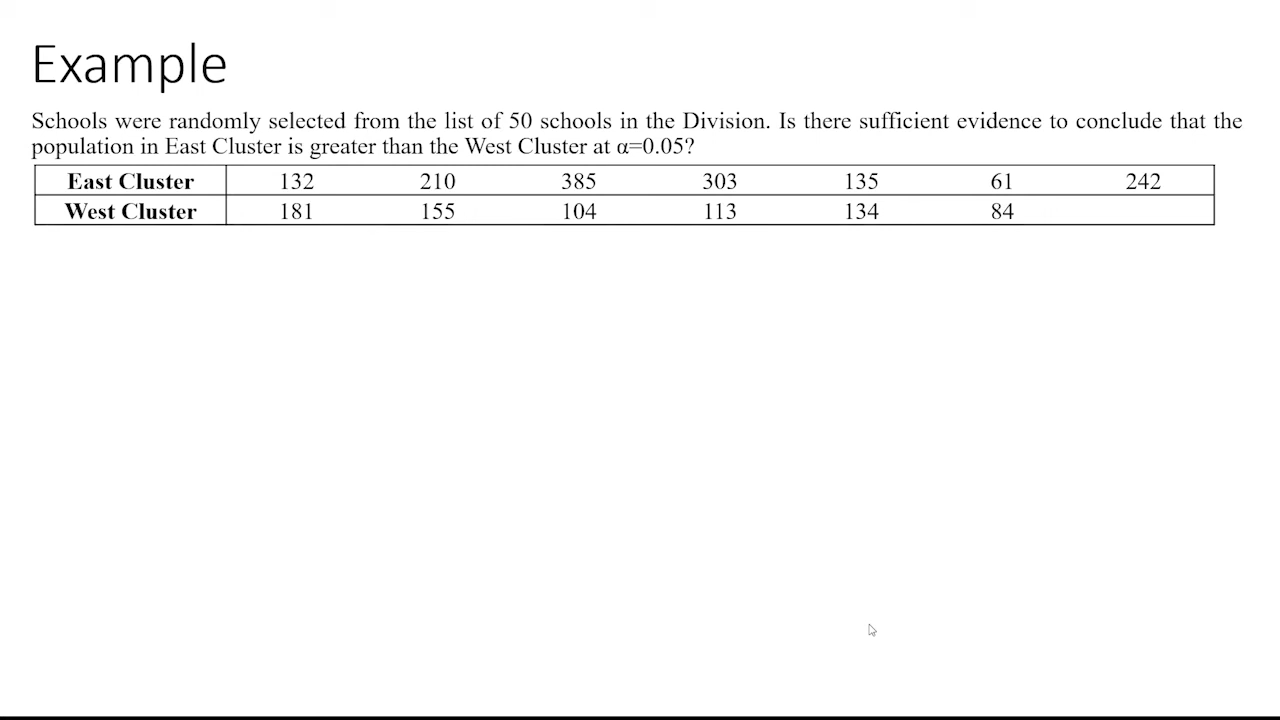 Example
Schools were randomly selected from the list of 50 schools in the Division. Is there sufficient evidence to conclude that the
population in East Cluster is greater than the West Cluster at α=0.05?
East Cluster 132 210 385 303 135 61 242
West Cluster 181 155 104 113 134 84